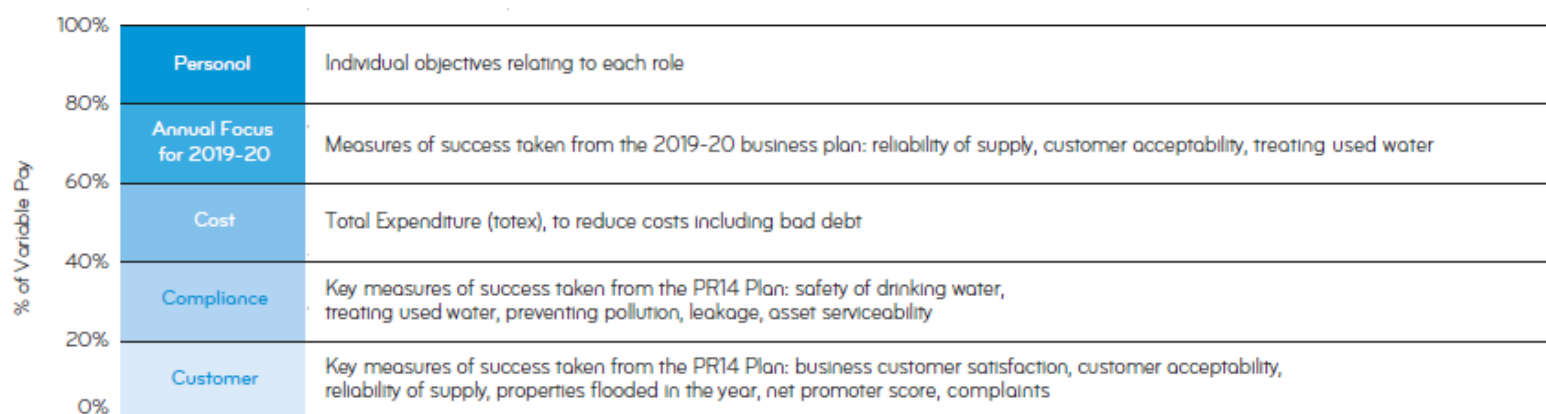 100%
Personol
Individual objectives relating to each role
80%
Annual Focus
for 2019-20
Measures of success taken from the 2019-20 business plan: reliability of supply, customer acceptability, treating used water
60%
Cost
Total Expenditure (totex), to reduce costs including bad debt
40%
Compliance
Key measures of success taken from the PR14 Plan: safety of drinking water,
treating used water, preventing pollution, leakage, asset serviceability
20%
Customer
Key measures of success taken from the PR14 Plan: business customer satisfaction, customer acceptability,
reliability of supply, properties flooded in the year, net promoter score, complaints
0%
% of Variable Pay